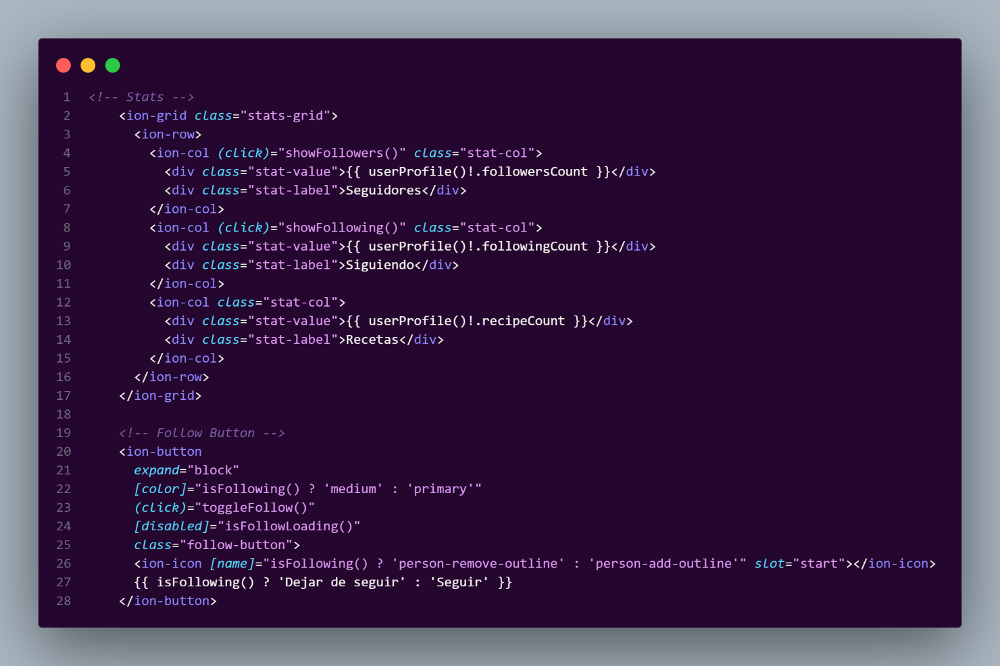 1 <!-- Stats -->
2     <ion-grid class="stats-grid">
3       <ion-row>
4         <ion-col (click)="showFollowers()" class="stat-col">
5           <div class="stat-value">{{ userProfile()!.followersCount }}</div>
6           <div class="stat-label">Seguidores</div>
7         </ion-col>
8         <ion-col (click)="showFollowing()" class="stat-col">
9           <div class="stat-value">{{ userProfile()!.followingCount }}</div>
10           <div class="stat-label">Siguiendo</div>
11         </ion-col>
12         <ion-col class="stat-col">
13           <div class="stat-value">{{ userProfile()!.recipeCount }}</div>
14           <div class="stat-label">Recetas</div>
15         </ion-col>
16       </ion-row>
17     </ion-grid>
18
19     <!-- Follow Button -->
20     <ion-button
21       expand="block"
22       [color]="isFollowing() ? 'medium' : 'primary'"
23       (click)="toggleFollow()"
24       [disabled]="isFollowLoading()"
25       class="follow-button">
26       <ion-icon [name]="isFollowing() ? 'person-remove-outline' : 'person-add-outline'" slot="start"></ion-icon>
27       {{ isFollowing() ? 'Dejar de seguir' : 'Seguir' }}
28     </ion-button>